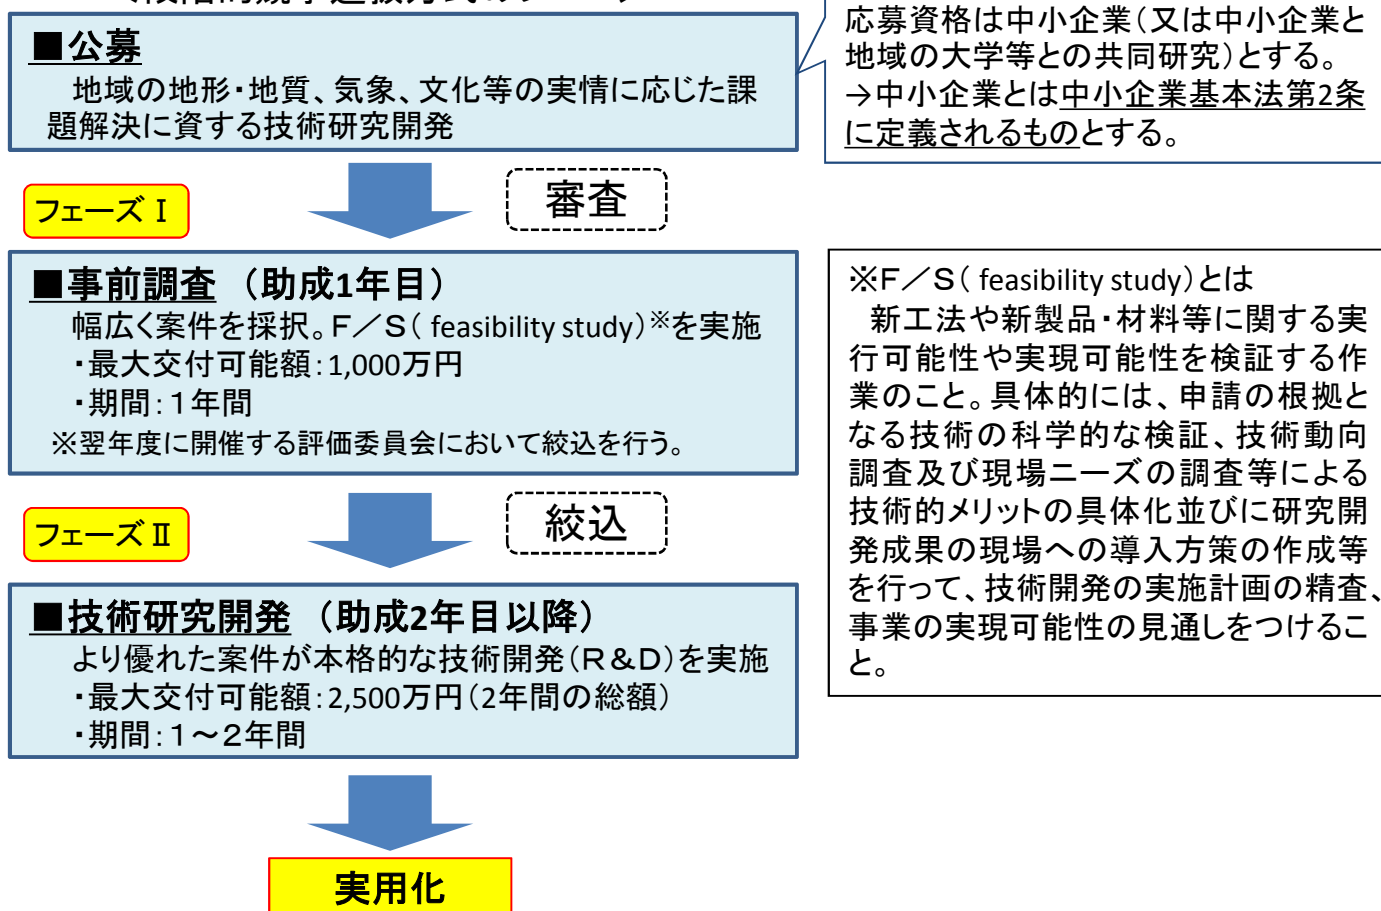 ■公募
地域の地形・地質、気象、文化等の実情に応じた課
題解決に資する技術研究開発
応募資格は中小企業（又は中小企業と
地域の大学等との共同研究）とする。
→中小企業とは中小企業基本法第2条
に定義されるものとする。
フェーズⅠ
審査
■事前調査　（助成1年目）
幅広く案件を採択。Ｆ／Ｓ（ feasibility study）※を実施
・最大交付可能額：1,000万円
・期間：１年間
※翌年度に開催する評価委員会において絞込を行う。
※Ｆ／Ｓ（ feasibility study）とは
新工法や新製品・材料等に関する実
行可能性や実現可能性を検証する作
業のこと。具体的には、申請の根拠と
なる技術の科学的な検証、技術動向
調査及び現場ニーズの調査等による
技術的メリットの具体化並びに研究開
発成果の現場への導入方策の作成等
を行って、技術開発の実施計画の精査、
事業の実現可能性の見通しをつけるこ
と。
フェーズⅡ
絞込
■技術研究開発　（助成2年目以降）
より優れた案件が本格的な技術開発（Ｒ＆Ｄ）を実施
・最大交付可能額：2,500万円（2年間の総額）
・期間：１～２年間
実用化